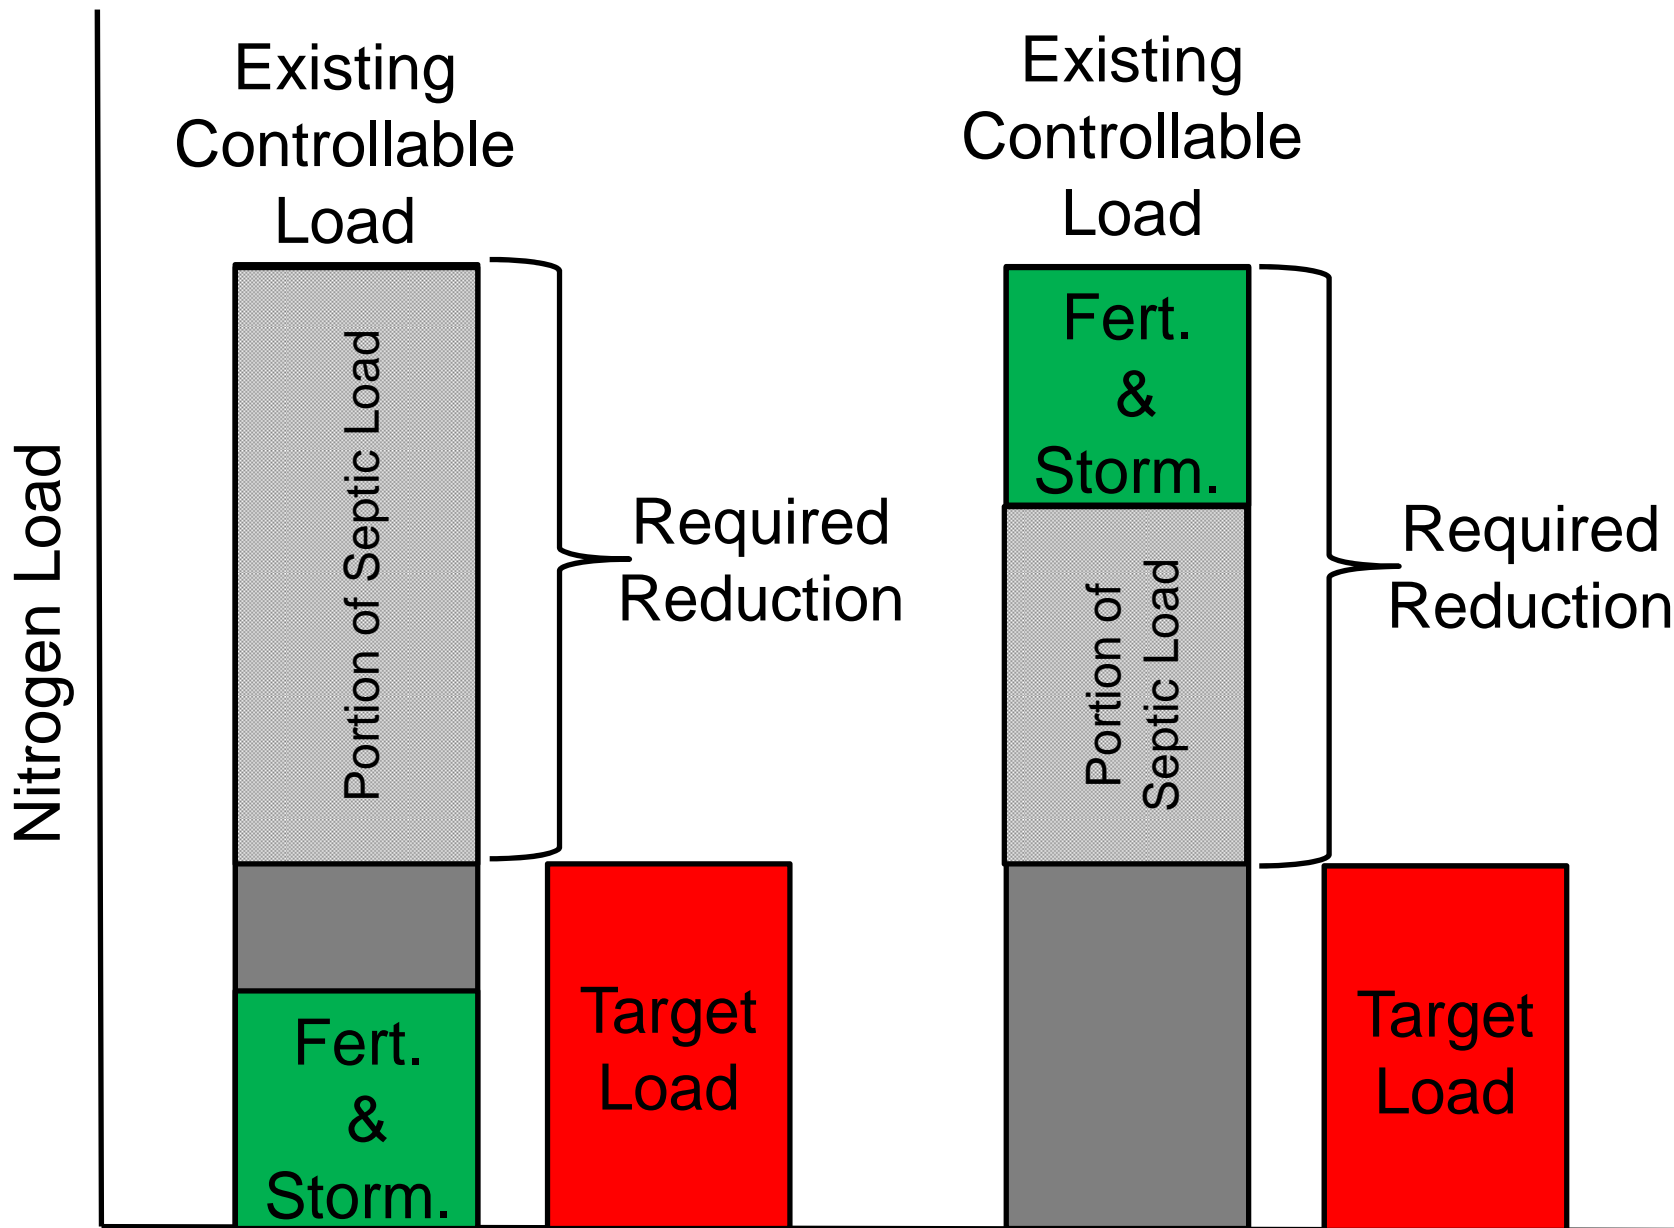 Nitrogen Load
Existing
Controllable
Load
Portion of Septic Load
Required
Reduction
Fert.
&
Storm.
Target
Load
Existing
Controllable
Load
Fert.
&
Storm.
Portion of
Septic Load
Required
Reduction
Target
Load